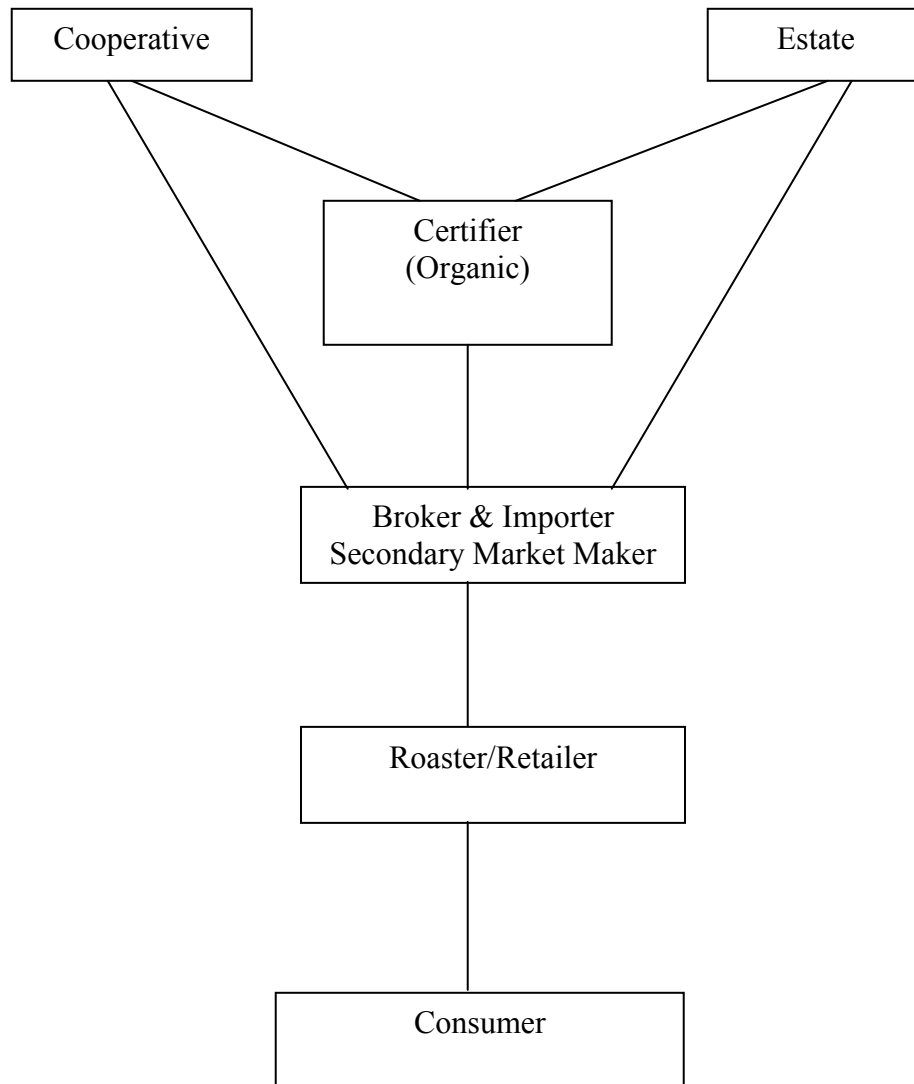 Cooperative
Estate
Certifier
(Organic)
Broker & Importer
Secondary Market Maker
Roaster/Retailer
Consumer